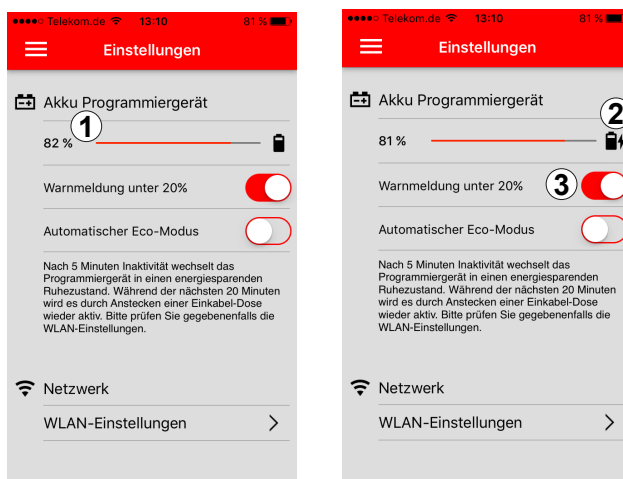 Telekom.de 13:10 81 %
Einstellungen
Akku Programmiergerät
1
82 %
Warnmeldung unter 20%
Automatischer Eco-Modus
Nach 5 Minuten Inaktivität wechselt das
Programmiergerät in einen energiesparenden
Ruhezustand. Während der nächsten 20 Minuten
wird es durch Anstecken einer Einkabel-Dose
wieder aktiv. Bitte prüfen Sie gegebenenfalls die
WLAN-Einstellungen.
Netzwerk
WLAN-Einstellungen
Telekom.de 13:10 81 %
Einstellungen
Akku Programmiergerät
2
81 %
Warnmeldung unter 20%
3
Automatischer Eco-Modus
Nach 5 Minuten Inaktivität wechselt das
Programmiergerät in einen energiesparenden
Ruhezustand. Während der nächsten 20 Minuten
wird es durch Anstecken einer Einkabel-Dose
wieder aktiv. Bitte prüfen Sie gegebenenfalls die
WLAN-Einstellungen.
Netzwerk
WLAN-Einstellungen